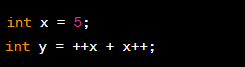 int x = 5;
int y = ++x + x++;